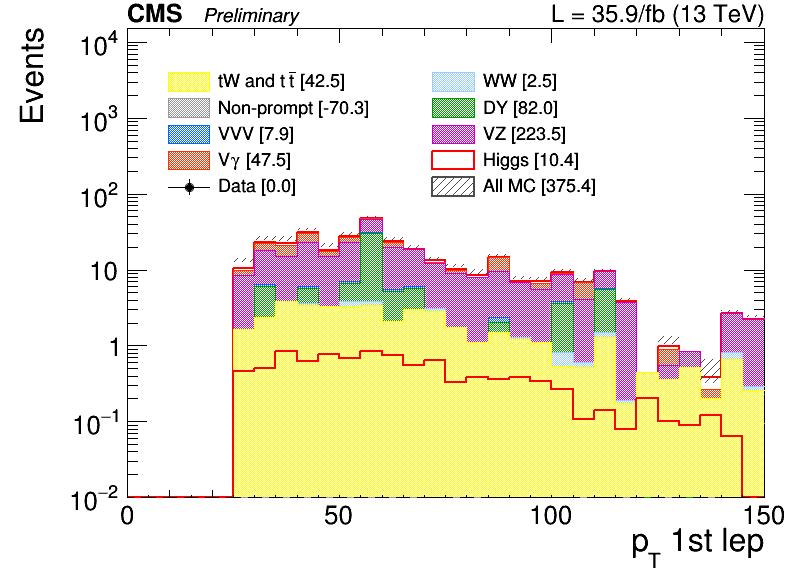 CMS Preliminary L = 35.9/fb (13 TeV)
Events
10⁴
10³
10²
10
1
10⁻¹
10⁻²
tW and t t̄ [42.5] WW [2.5]
Non-prompt [-70.3] DY [82.0]
VVV [7.9] VZ [223.5]
Vγ [47.5] Higgs [10.4]
Data [0.0] All MC [375.4]
0 50 100 150
p_T 1st lep